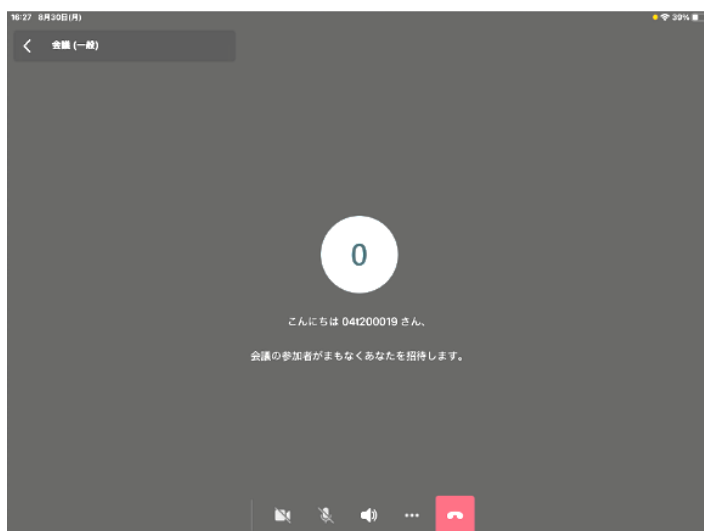 16:27 8月30日(月)
39%
会議 (一般)
0
こんにちは 04t200019 さん、
会議の参加者がまもなくあなたを招待します。